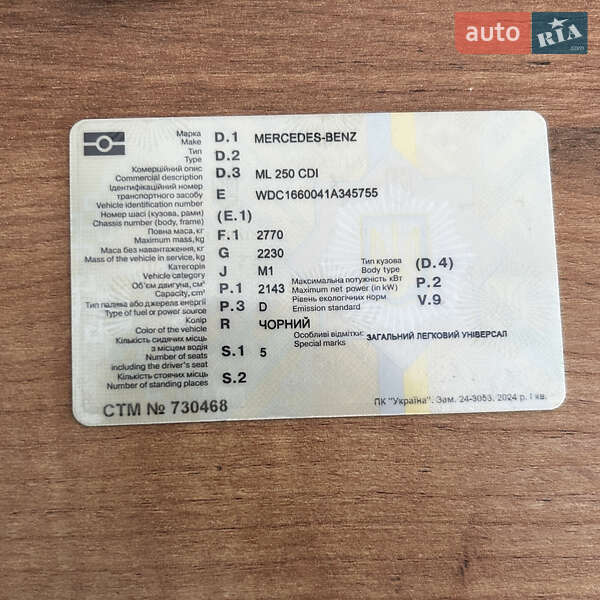 auto RIA.com
Марка
Make D.1 MERCEDES-BENZ
Тип
Type D.2
Комерційний опис
Commercial description D.3 ML 250 CDI
Ідентифікаційний номер
транспортного засобу E WDC1660041A345755
Vehicle identification number
Номер шасі (кузова, рами) (E.1)
Chassis number (body, frame)
Повна маса, кг F.1 2770
Maximum mass, kg
Маса без навантаження, кг G 2230
Mass of the vehicle in service, kg
Категорія J M1
Vehicle category
Тип кузова (D.4)
Body type
Об'єм двигуна, см³ P.1 2143
Capacity, cm³
Максимальна потужність кВт P.2
Maximum net power (in kW)
Тип палива або джерела енергії P.3 D
Type of fuel or power source
Рівень екологічних норм V.9
Emission standard
Колір R ЧОРНИЙ
Color of the vehicle
Особливі відмітки: ЗАГАЛЬНИЙ ЛЕГКОВИЙ УНІВЕРСАЛ
Special marks
Кількість сидячих місць
з місцем водія S.1 5
Number of seats
including the driver's seat
Кількість стоячих місць S.2
Number of standing places
СТМ № 730468
ПК "Україна". Зам. 24-3053. 2024 р. І кв.